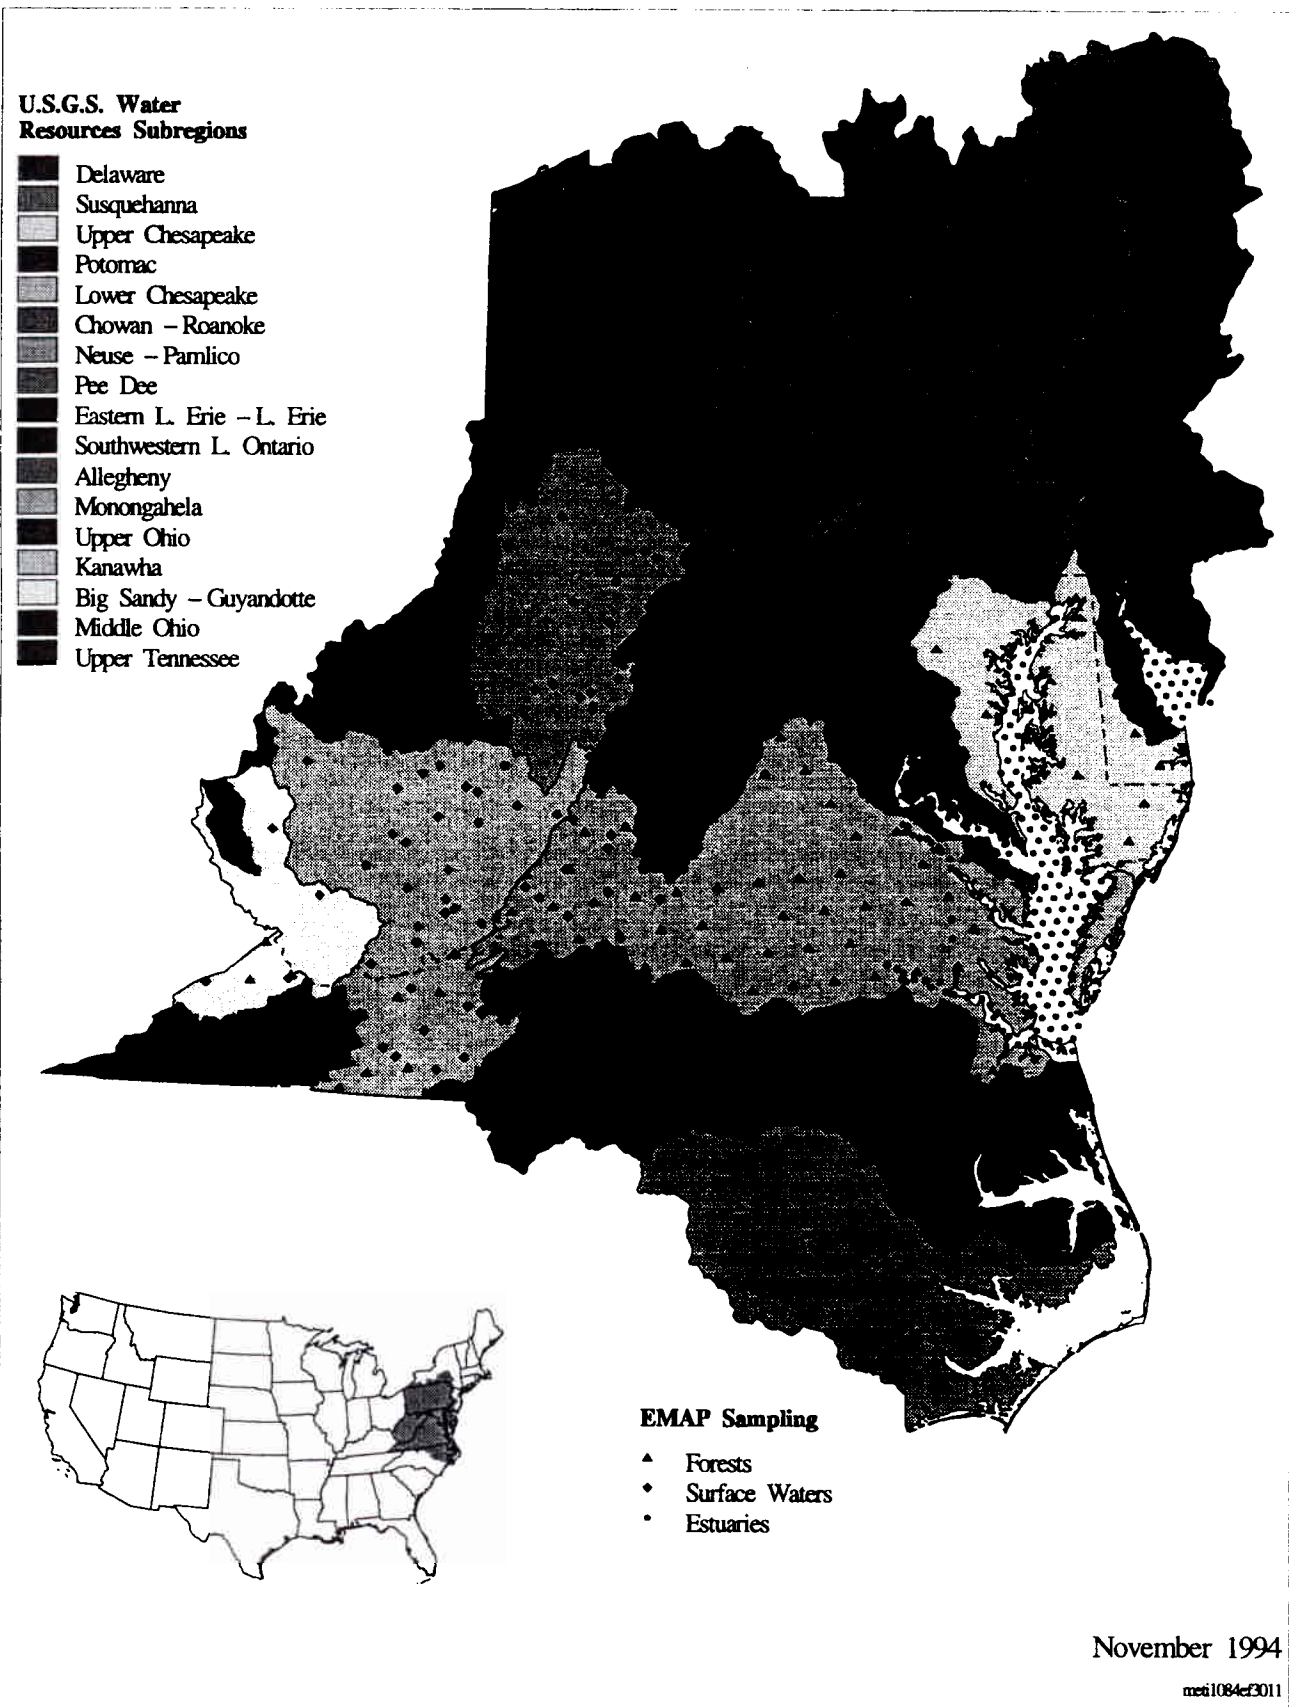 U.S.G.S. Water
Resources Subregions
Delaware
Susquehanna
Upper Chesapeake
Potomac
Lower Chesapeake
Chowan – Roanoke
Neuse – Pamlico
Pee Dee
Eastern L. Erie – L. Erie
Southwestern L. Ontario
Allegheny
Monongahela
Upper Ohio
Kanawha
Big Sandy – Guyandotte
Middle Ohio
Upper Tennessee
EMAP Sampling
Forests
Surface Waters
Estuaries
November 1994
meti1084ef3011